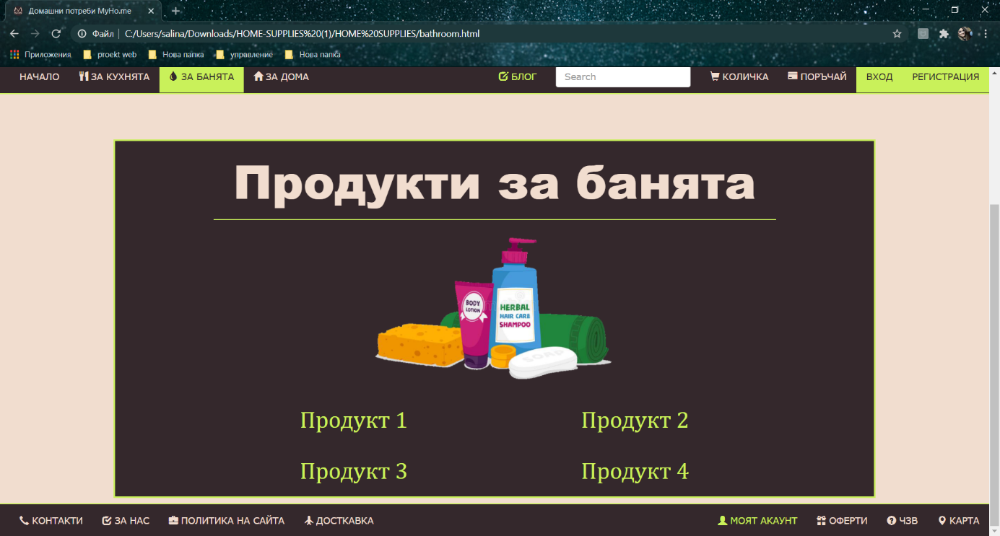 Домашни потреби MyHo.me
Файл | C:/Users/salina/Downloads/HOME-SUPPLIES%20(1)/HOME%20SUPPLIES/bathroom.html
Приложения proekt web Нова папка управление Нова папка
НАЧАЛО ЗА КУХНЯТА ЗА БАНЯТА ЗА ДОМА БЛОГ Search КОЛИЧКА ПОРЪЧАЙ ВХОД РЕГИСТРАЦИЯ
Продукти за банята
BODY
LOTION
HERBAL
HAIR CARE
SHAMPOO
SOAP
Продукт 1 Продукт 2
Продукт 3 Продукт 4
КОНТАКТИ ЗА НАС ПОЛИТИКА НА САЙТА ДОСТКАВКА МОЯТ АКАУНТ ОФЕРТИ ЧЗВ КАРТА